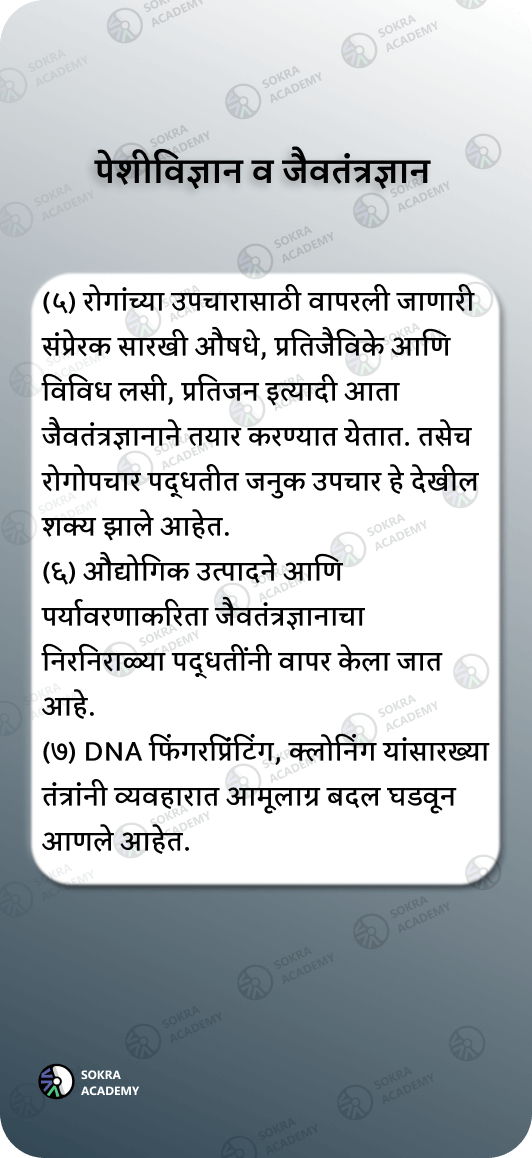 पेशीविज्ञान व जैवतंत्रज्ञान
(५) रोगांच्या उपचारासाठी वापरली जाणारी
संप्रेरक सारखी औषधे, प्रतिजैविके आणि
विविध लसी, प्रतिजन इत्यादी आता
जैवतंत्रज्ञानाने तयार करण्यात येतात. तसेच
रोगोपचार पद्धतीत जनुक उपचार हे देखील
शक्य झाले आहेत.
(६) औद्योगिक उत्पादने आणि
पर्यावरणाकरिता जैवतंत्रज्ञानाचा
निरनिराळ्या पद्धतींनी वापर केला जात
आहे.
(७) DNA फिंगरप्रिंटिंग, क्लोनिंग यांसारख्या
तंत्रांनी व्यवहारात आमूलाग्र बदल घडवून
आणले आहेत.
SOKRA
ACADEMY